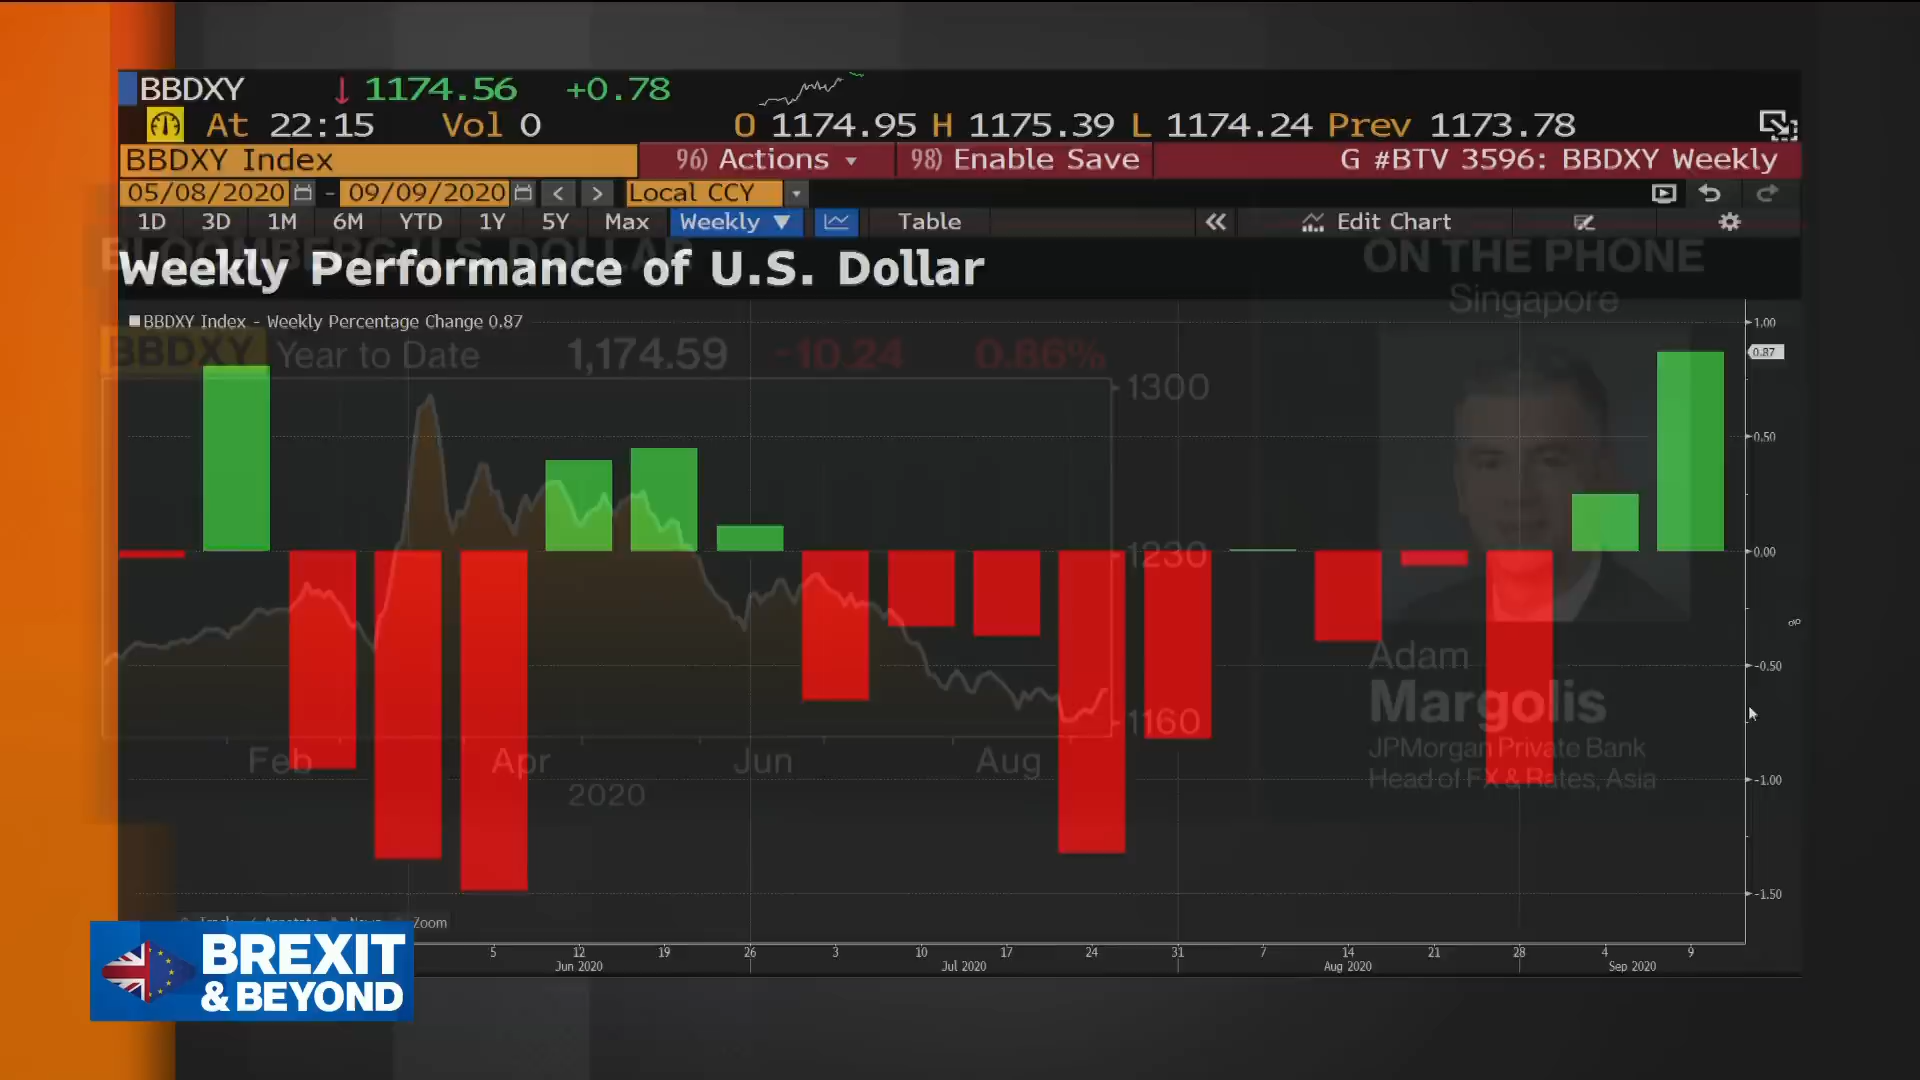 BBDXY ↓ 1174.56 +0.78
At 22:15 Vol 0 O 1174.95 H 1175.39 L 1174.24 Prev 1173.78
BBDXY Index 96) Actions 98) Enable Save G #BTV 3596: BBDXY Weekly
05/08/2020 - 09/09/2020 < > Local CCY
1D 3D 1M 6M YTD 1Y 5Y Max Weekly ▼ Table « Edit Chart
BLOOMBERG U.S. DOLLAR
Weekly Performance of U.S. Dollar
ON THE PHONE
Singapore
BBDXY Index - Weekly Percentage Change 0.87
BBDXY Year to Date 1,174.59 -10.24 0.86%
1300
1230
1160
Feb Apr Jun Aug
2020
1.00
0.87
0.50
0.00
%
-0.50
-1.00
-1.50
Adam
Margolis
JPMorgan Private Bank
Head of FX & Rates, Asia
Track Annotate News Zoom
5 12 19 26 3 10 17 24 31 7 14 21 28 4 9
Jun 2020 Jul 2020 Aug 2020 Sep 2020
BREXIT
& BEYOND